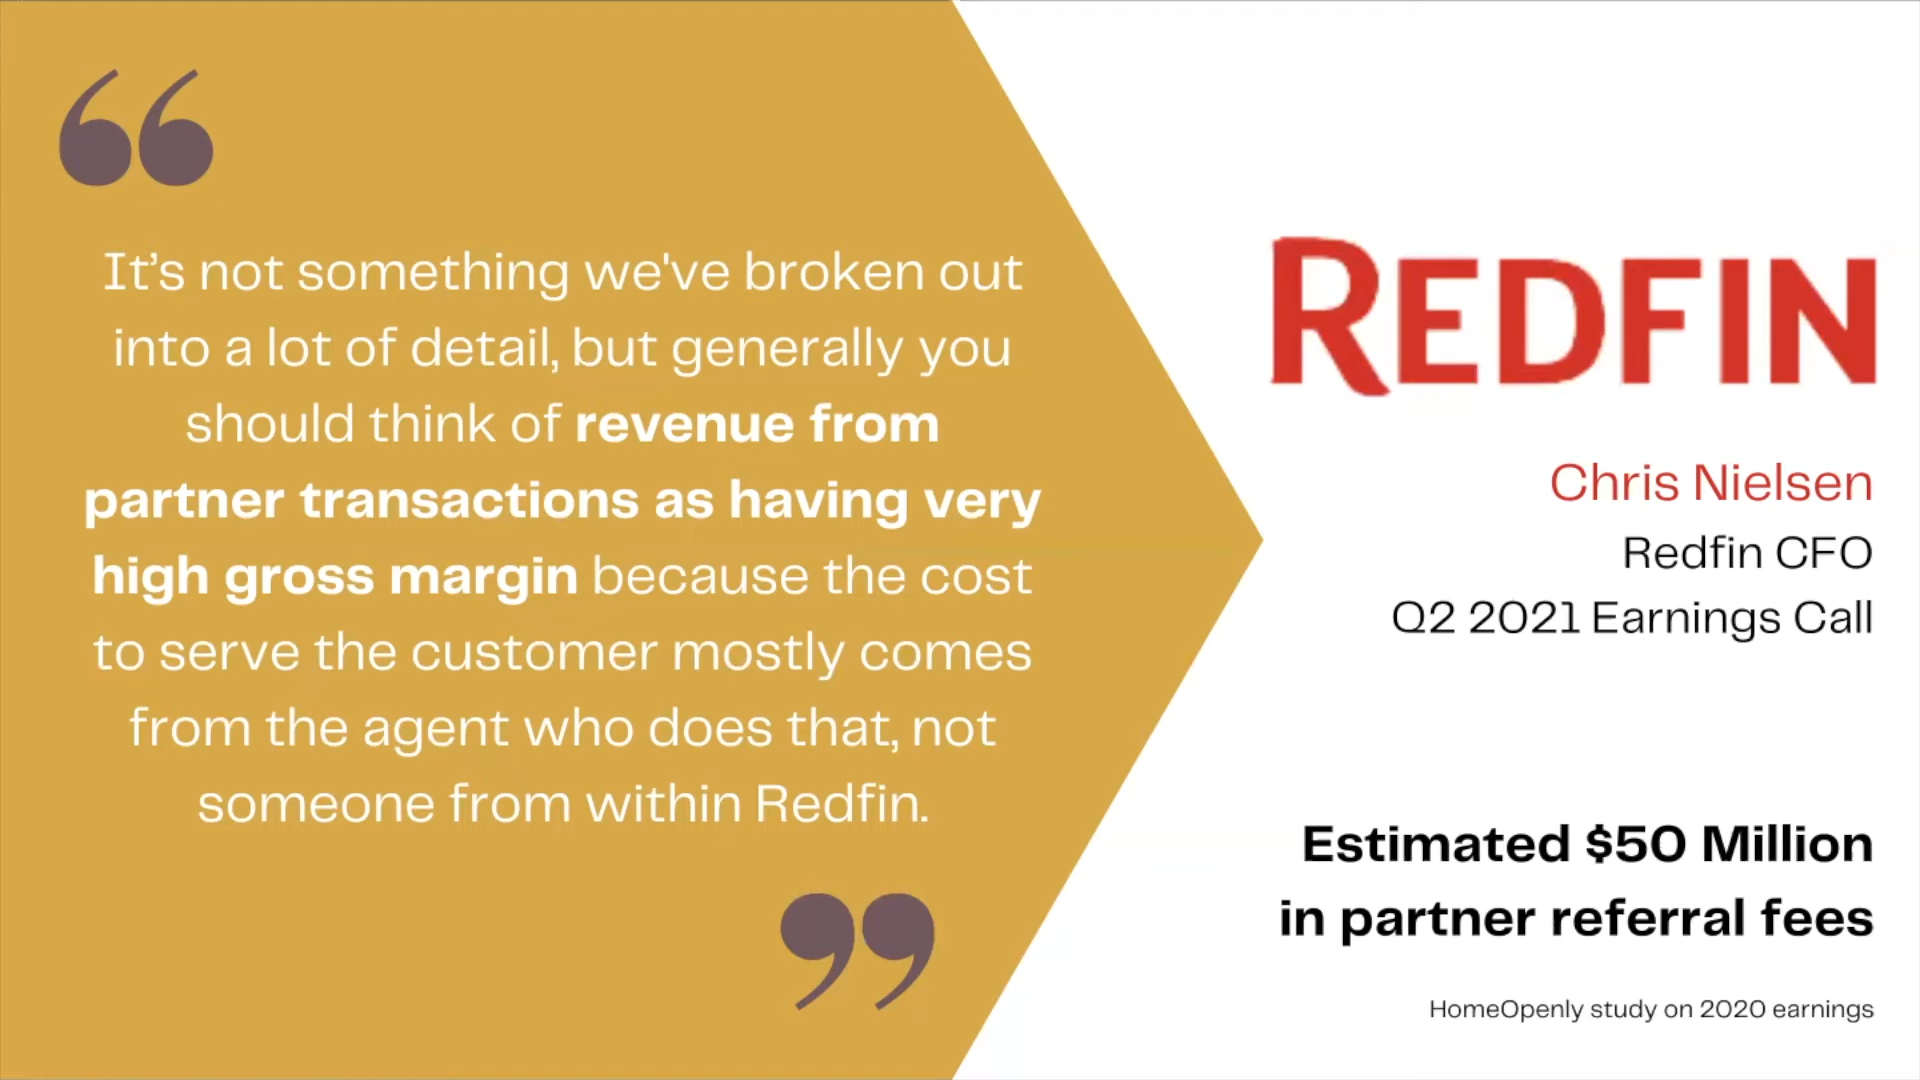 “
It’s not something we've broken out
into a lot of detail, but generally you
should think of revenue from
partner transactions as having very
high gross margin because the cost
to serve the customer mostly comes
from the agent who does that, not
someone from within Redfin.
”
REDFIN
Chris Nielsen
Redfin CFO
Q2 2021 Earnings Call
Estimated $50 Million
in partner referral fees
HomeOpenly study on 2020 earnings